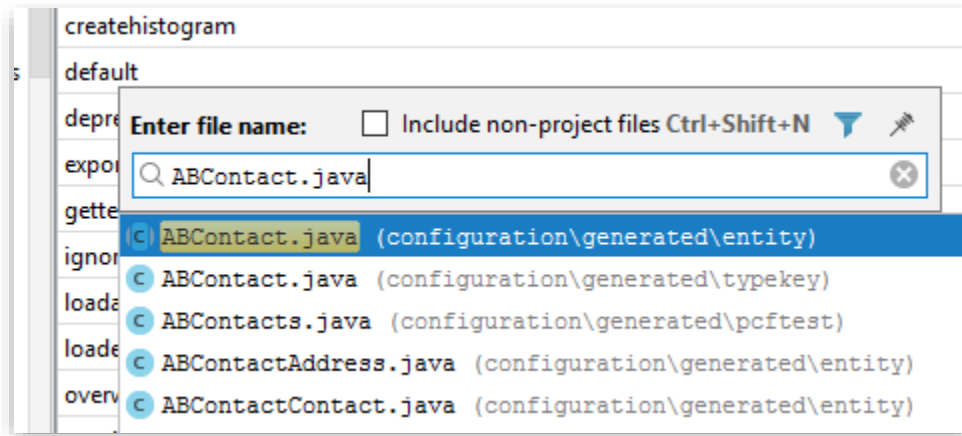 createhistogram
s
default
depre
Enter file name: Include non-project files Ctrl+Shift+N
expor
ABContact.java
gette
C ABContact.java (configuration\generated\entity)
ignor
C ABContact.java (configuration\generated\typekey)
loada
C ABContacts.java (configuration\generated\pcftest)
loade
C ABContactAddress.java (configuration\generated\entity)
overv
C ABContactContact.java (configuration\generated\entity)